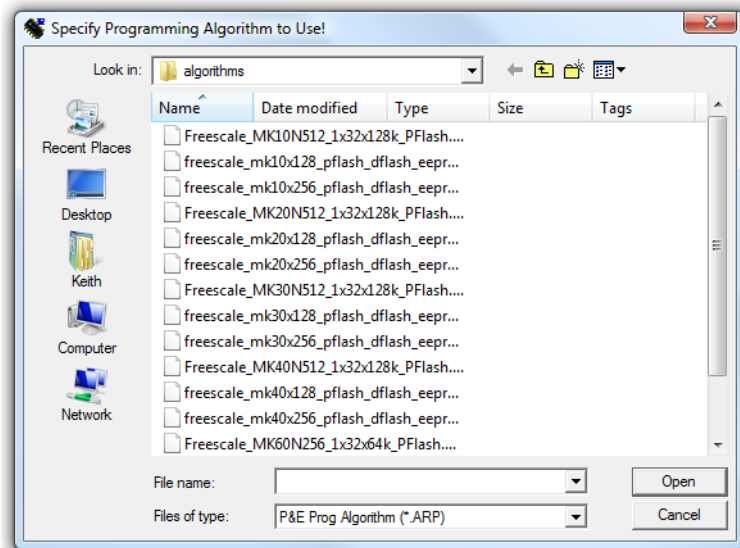 Specify Programming Algorithm to Use!
Look in: algorithms
Name Date modified Type Size Tags
Recent Places
Desktop
Keith
Computer
Network
Freescale_MK10N512_1x32x128k_PFlash....
freescale_mk10x128_pflash_dflash_eepr...
freescale_mk10x256_pflash_dflash_eepr...
Freescale_MK20N512_1x32x128k_PFlash....
freescale_mk20x128_pflash_dflash_eepr...
freescale_mk20x256_pflash_dflash_eepr...
Freescale_MK30N512_1x32x128k_PFlash....
freescale_mk30x128_pflash_dflash_eepr...
freescale_mk30x256_pflash_dflash_eepr...
Freescale_MK40N512_1x32x128k_PFlash....
freescale_mk40x128_pflash_dflash_eepr...
freescale_mk40x256_pflash_dflash_eepr...
Freescale_MK60N256_1x32x64k_PFlash....
File name:
Open
Files of type: P&E Prog Algorithm (*.ARP)
Cancel